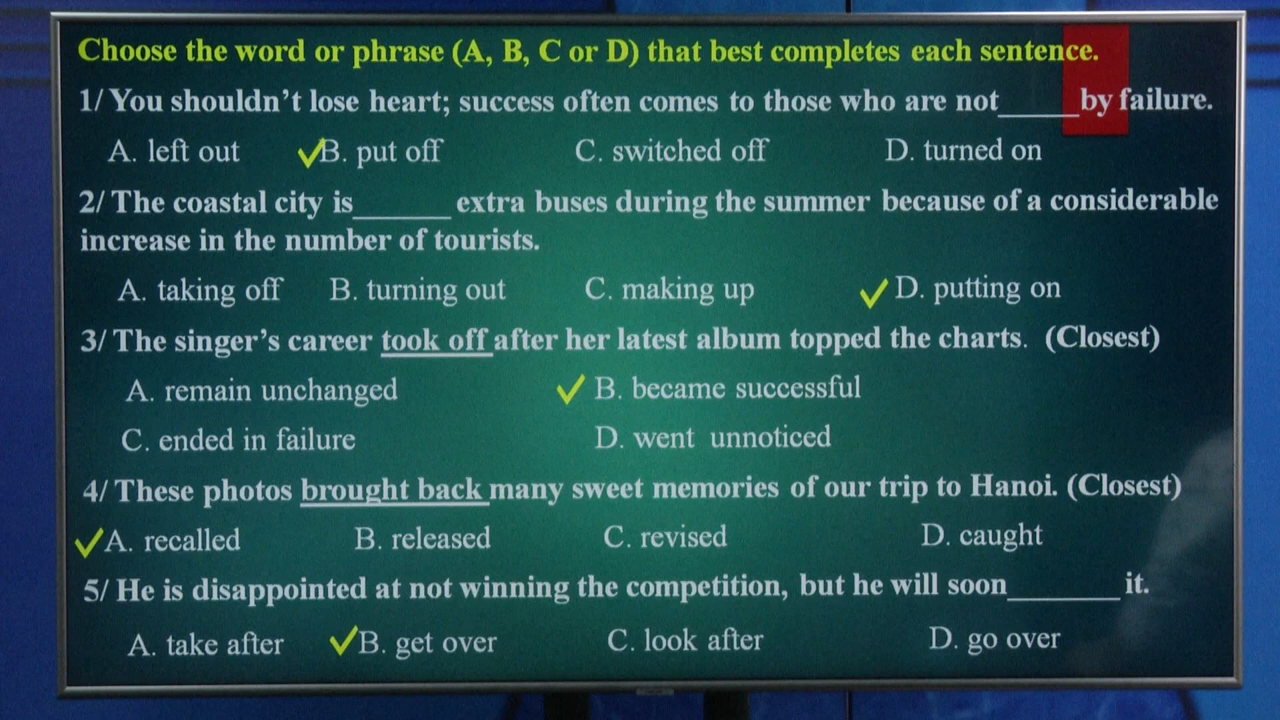 Choose the word or phrase (A, B, C or D) that best completes each sentence.
1/ You shouldn't lose heart; success often comes to those who are not_____by failure.
A. left out ✓B. put off C. switched off D. turned on
2/ The coastal city is______ extra buses during the summer because of a considerable
increase in the number of tourists.
A. taking off B. turning out C. making up ✓ D. putting on
3/ The singer's career took off after her latest album topped the charts. (Closest)
A. remain unchanged ✓ B. became successful
C. ended in failure D. went unnoticed
4/ These photos brought back many sweet memories of our trip to Hanoi. (Closest)
✓A. recalled B. released C. revised D. caught
5/ He is disappointed at not winning the competition, but he will soon_______ it.
A. take after ✓B. get over C. look after D. go over